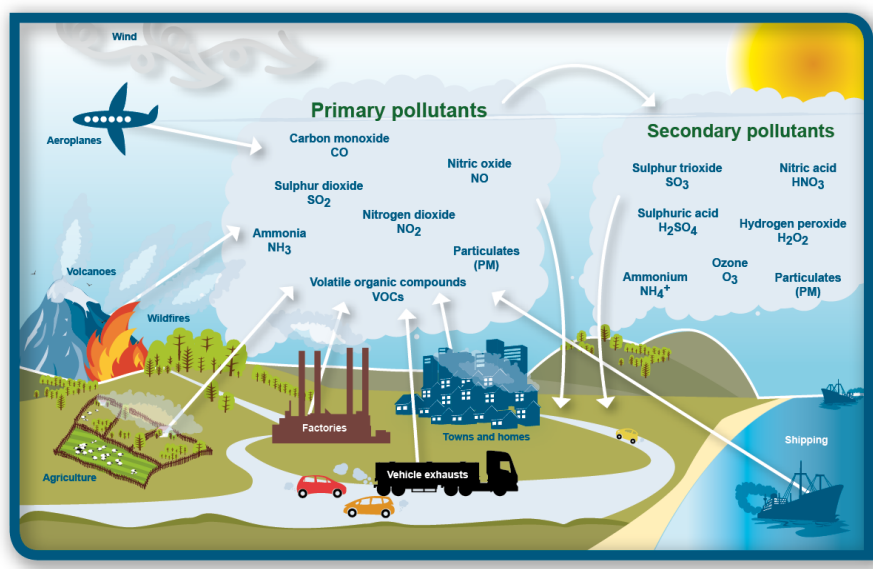 Wind
Aeroplanes
Primary pollutants
Carbon monoxide
CO
Nitric oxide
NO
Sulphur dioxide
SO2
Nitrogen dioxide
NO2
Ammonia
NH3
Particulates
(PM)
Volatile organic compounds
VOCs
Secondary pollutants
Sulphur trioxide
SO3
Nitric acid
HNO3
Sulphuric acid
H2SO4
Hydrogen peroxide
H2O2
Ozone
O3
Ammonium
NH4+
Particulates
(PM)
Volcanoes
Wildfires
Agriculture
Factories
Towns and homes
Vehicle exhausts
Shipping